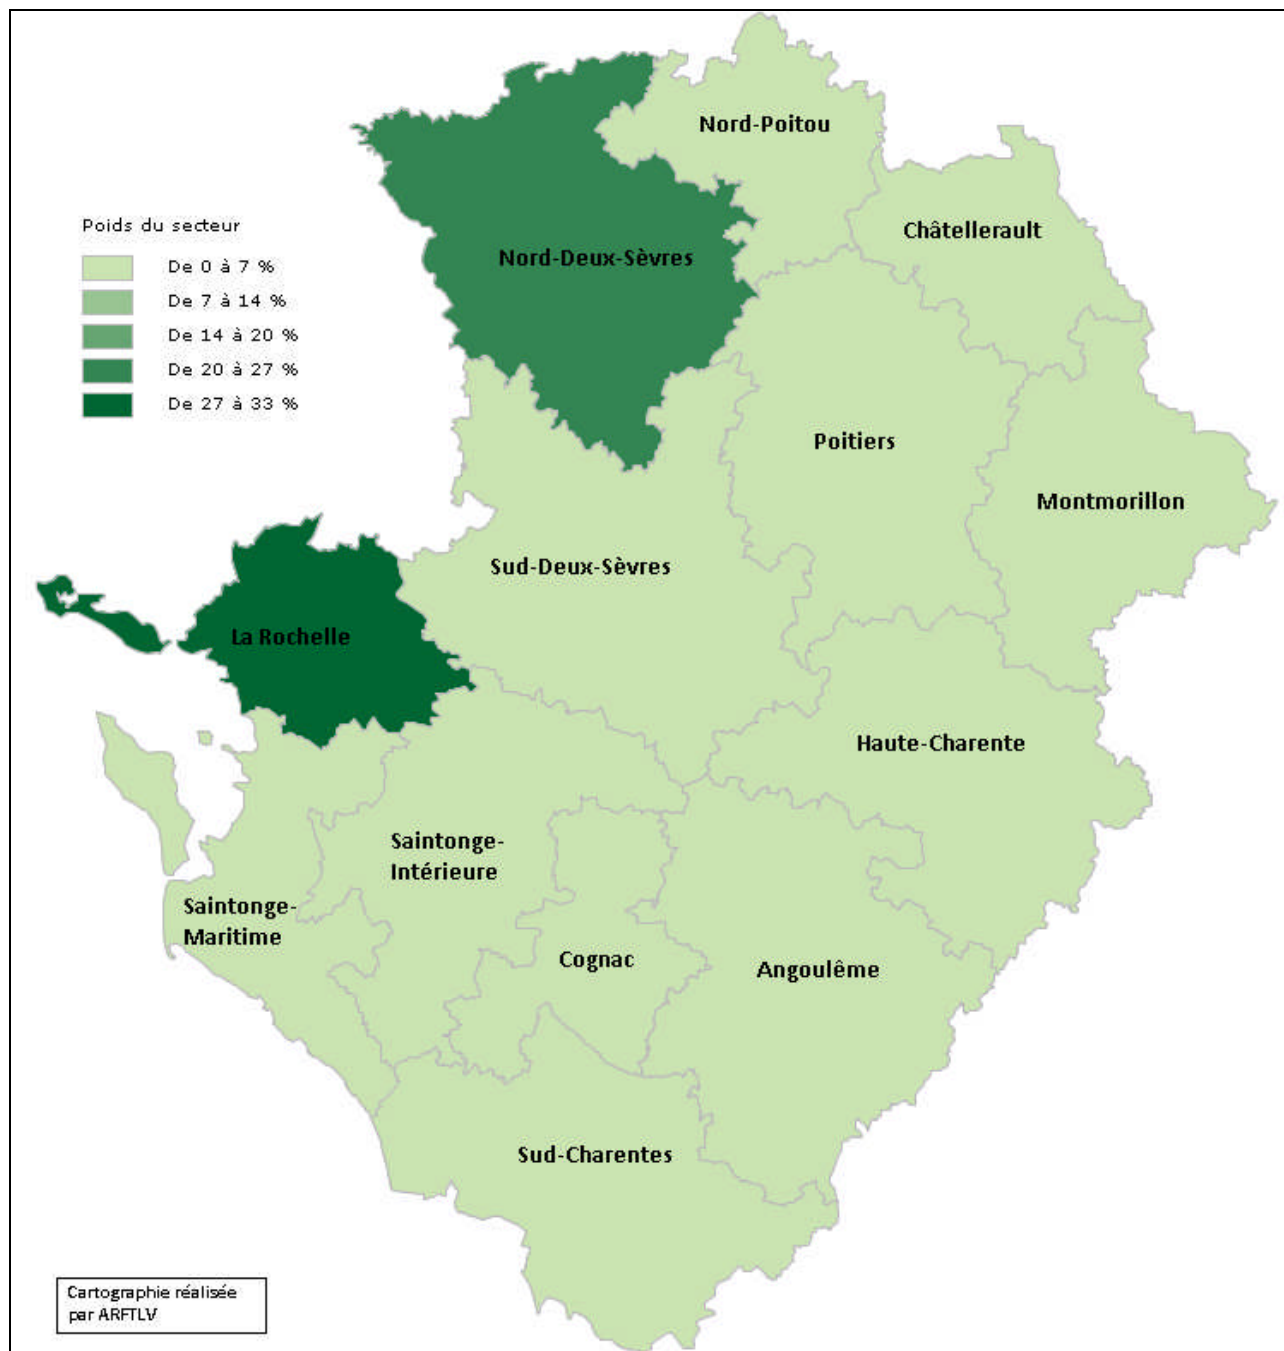 Nord-Poitou
Châtellerault
Poids du secteur
De 0 à 7 %
De 7 à 14 %
De 14 à 20 %
De 20 à 27 %
De 27 à 33 %
Nord-Deux-Sèvres
Poitiers
Montmorillon
Sud-Deux-Sèvres
La Rochelle
Haute-Charente
Saintonge-
Intérieure
Saintonge-
Maritime
Cognac
Angoulême
Sud-Charentes
Cartographie réalisée
par ARFTLV